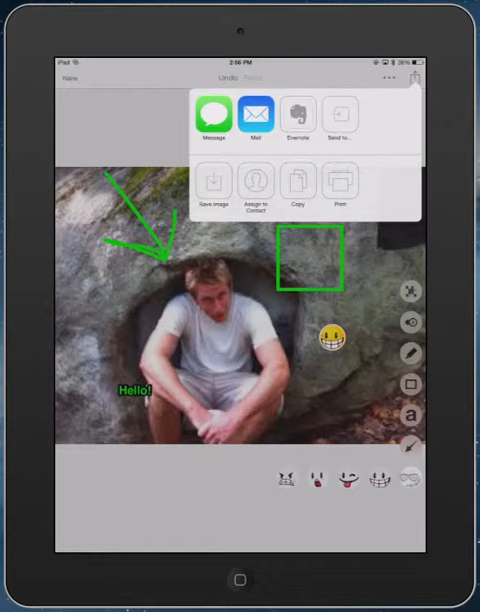 iPad
2:56 PM
36%
New
Undo
Message
Mail
Evernote
Send to...
Save Image
Assign to
Contact
Copy
Print
Hello!
a